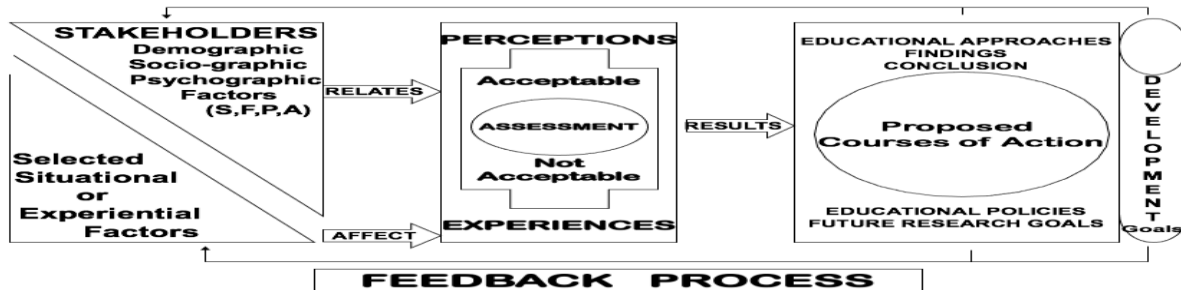 STAKEHOLDERS
Demographic
Socio-graphic
Psychographic
Factors
(S,F,P,A)
Selected
Situational
or
Experiential
Factors
RELATES
AFFECT
PERCEPTIONS
Acceptable
ASSESSMENT
Not
Acceptable
EXPERIENCES
RESULTS
EDUCATIONAL APPROACHES
FINDINGS
CONCLUSION
Proposed
Courses of Action
EDUCATIONAL POLICIES
FUTURE RESEARCH GOALS
DEVELOPMENT
Goals
FEEDBACK PROCESS